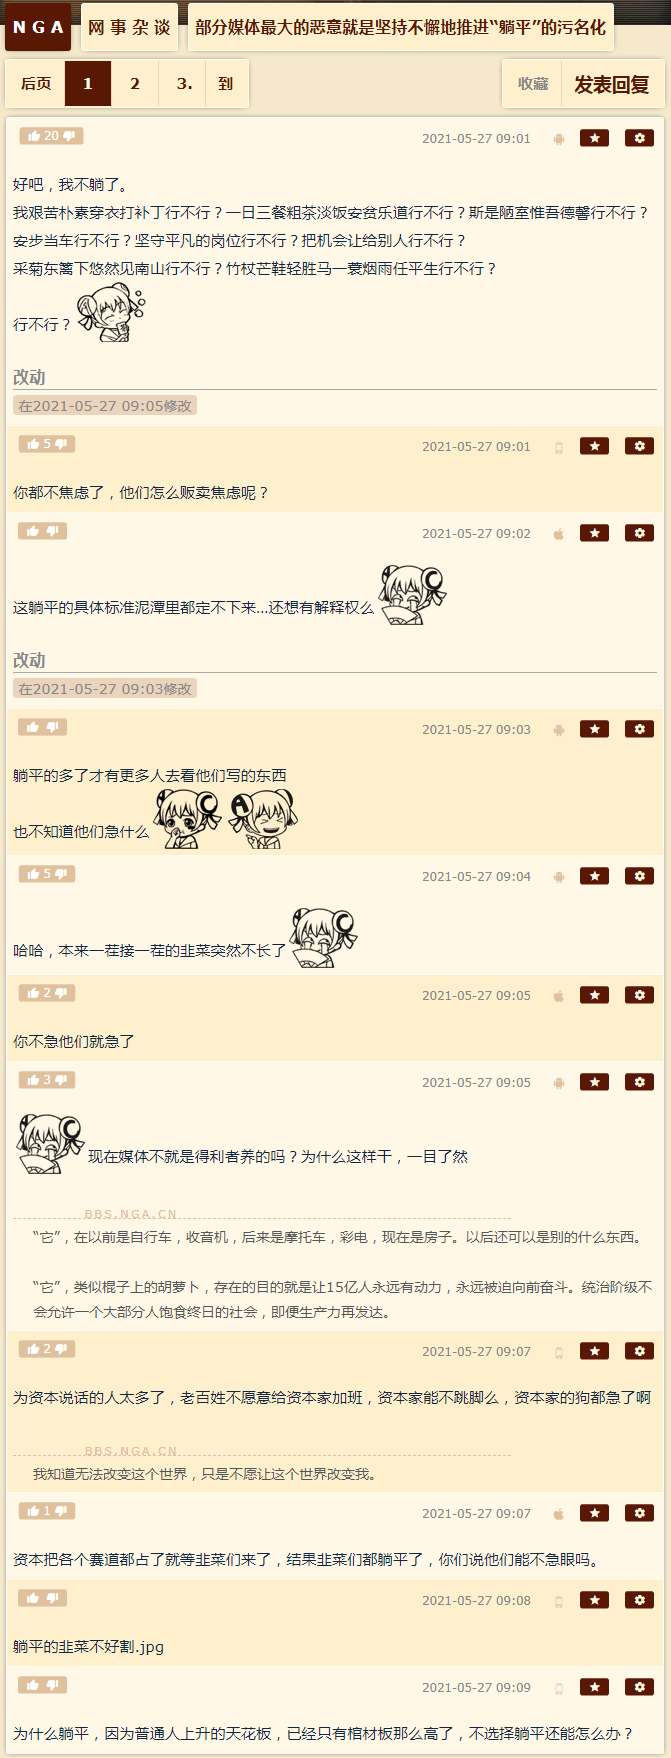 NGA 网事杂谈 部分媒体最大的恶意就是坚持不懈地推进“躺平”的污名化
后页 1 2 3. 到 收藏 发表回复
20 2021-05-27 09:01
好吧，我不躺了。
我艰苦朴素穿衣打补丁行不行？一日三餐粗茶淡饭安贫乐道行不行？斯是陋室惟吾德馨行不行？
安步当车行不行？坚守平凡的岗位行不行？把机会让给别人行不行？
采菊东篱下悠然见南山行不行？竹杖芒鞋轻胜马一蓑烟雨任平生行不行？
行不行？
改动
在2021-05-27 09:05修改
5 2021-05-27 09:01
你都不焦虑了，他们怎么贩卖焦虑呢？
2021-05-27 09:02
这躺平的具体标准泥潭里都定不下来...还想有解释权么
改动
在2021-05-27 09:03修改
2021-05-27 09:03
躺平的多了才有更多人去看他们写的东西
也不知道他们急什么
5 2021-05-27 09:04
哈哈，本来一茬接一茬的韭菜突然不长了
2 2021-05-27 09:05
你不急他们就急了
3 2021-05-27 09:05
现在媒体不就是得利者养的吗？为什么这样干，一目了然
BBS.NGA.CN
“它”，在以前是自行车，收音机，后来是摩托车，彩电，现在是房子。以后还可以是别的什么东西。
“它”，类似棍子上的胡萝卜，存在的目的就是让15亿人永远有动力，永远被迫向前奋斗。统治阶级不
会允许一个大部分人饱食终日的社会，即便生产力再发达。
2 2021-05-27 09:07
为资本说话的人太多了，老百姓不愿意给资本家加班，资本家能不跳脚么，资本家的狗都急了啊
BBS.NGA.CN
我知道无法改变这个世界，只是不愿让这个世界改变我。
1 2021-05-27 09:07
资本把各个赛道都占了就等韭菜们来了，结果韭菜们都躺平了，你们说他们能不急眼吗。
2021-05-27 09:08
躺平的韭菜不好割.jpg
2021-05-27 09:09
为什么躺平，因为普通人上升的天花板，已经只有棺材板那么高了，不选择躺平还能怎么办？